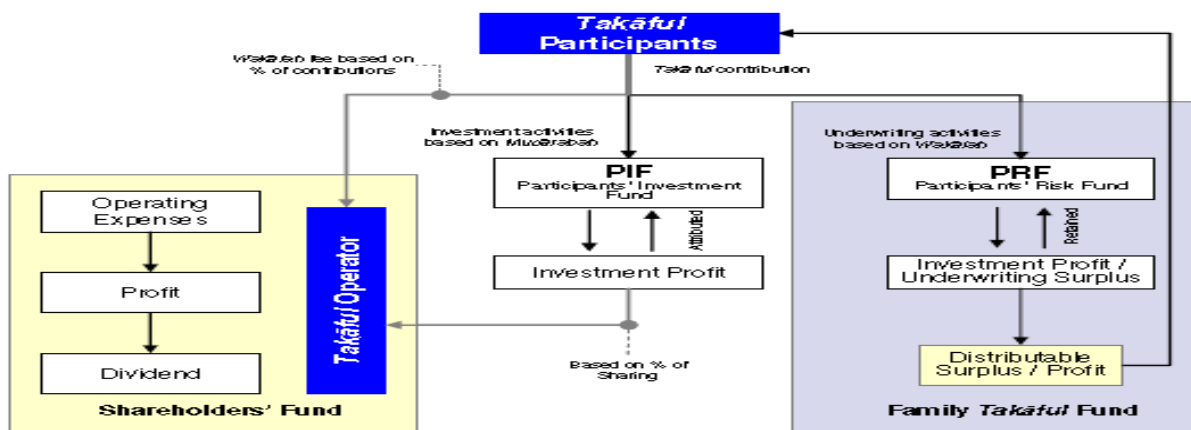 Takāful
Participants
Wakālah fee based on
% of contributions
Takāful contribution
Investment activities
based on Muḍārabah
Underwriting activities
based on Wakālah
PIF
Participants' Investment
Fund
PRF
Participants' Risk Fund
Operating
Expenses
Attributed
Retained
Takāful Operator
Investment Profit
Investment Profit /
Underwriting Surplus
Profit
Based on % of
Sharing
Distributable
Surplus / Profit
Dividend
Shareholders' Fund
Family Takāful Fund